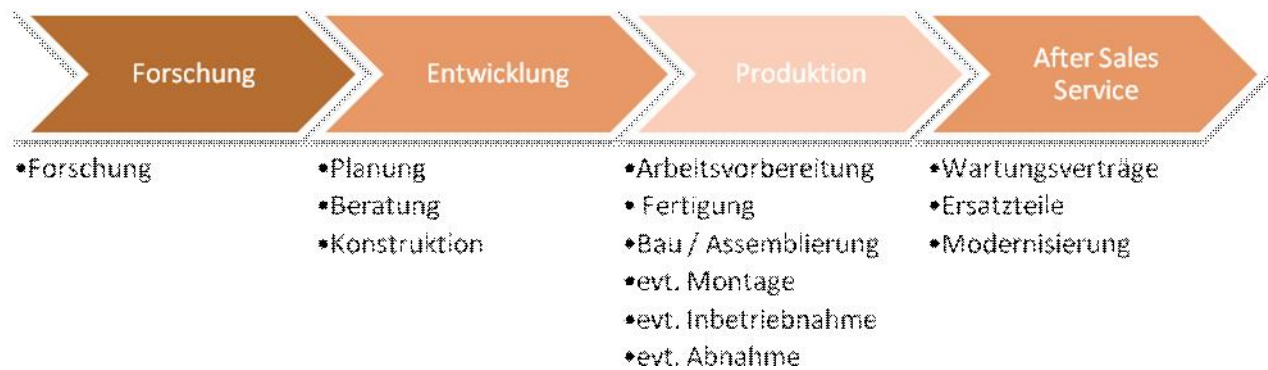 Forschung
Entwicklung
Produktion
After Sales
Service
•Forschung
•Planung
•Beratung
•Konstruktion
•Arbeitsvorbereitung
• Fertigung
•Bau / Assemblierung
•evt. Montage
•evt. Inbetriebnahme
•evt. Abnahme
•Wartungsverträge
•Ersatzteile
•Modernisierung